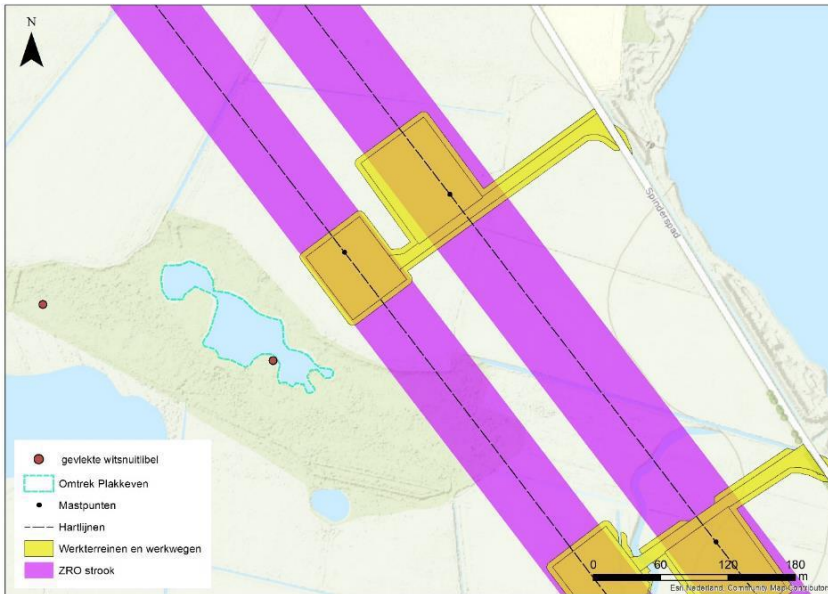 N
Spinderspad
gevlekte witsnuitlibel
Omtrek Plakkeven
Mastpunten
Hartlijnen
Werkterreinen en werkwegen
ZRO strook
0 60 120 180
m
Esri Nederland, Community Map Contributors